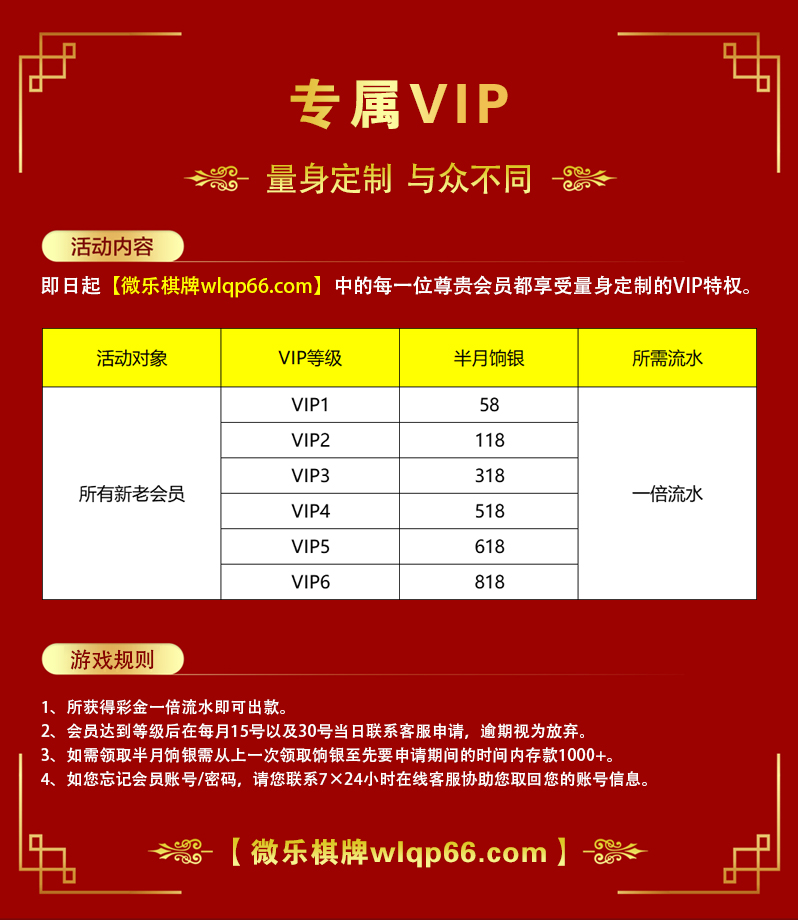 专属VIP
量身定制 与众不同
活动内容
即日起【微乐棋牌wlqp66.com】中的每一位尊贵会员都享受量身定制的VIP特权。
活动对象 VIP等级 半月饷银 所需流水
VIP1 58
VIP2 118
VIP3 318
所有新老会员 一倍流水
VIP4 518
VIP5 618
VIP6 818
游戏规则
1、所获得彩金一倍流水即可出款。
2、会员达到等级后在每月15号以及30号当日联系客服申请，逾期视为放弃。
3、如需领取半月饷银需从上一次领取饷银至先要申请期间的时间内存款1000+。
4、如您忘记会员账号/密码，请您联系7×24小时在线客服协助您取回您的账号信息。
【微乐棋牌wlqp66.com】